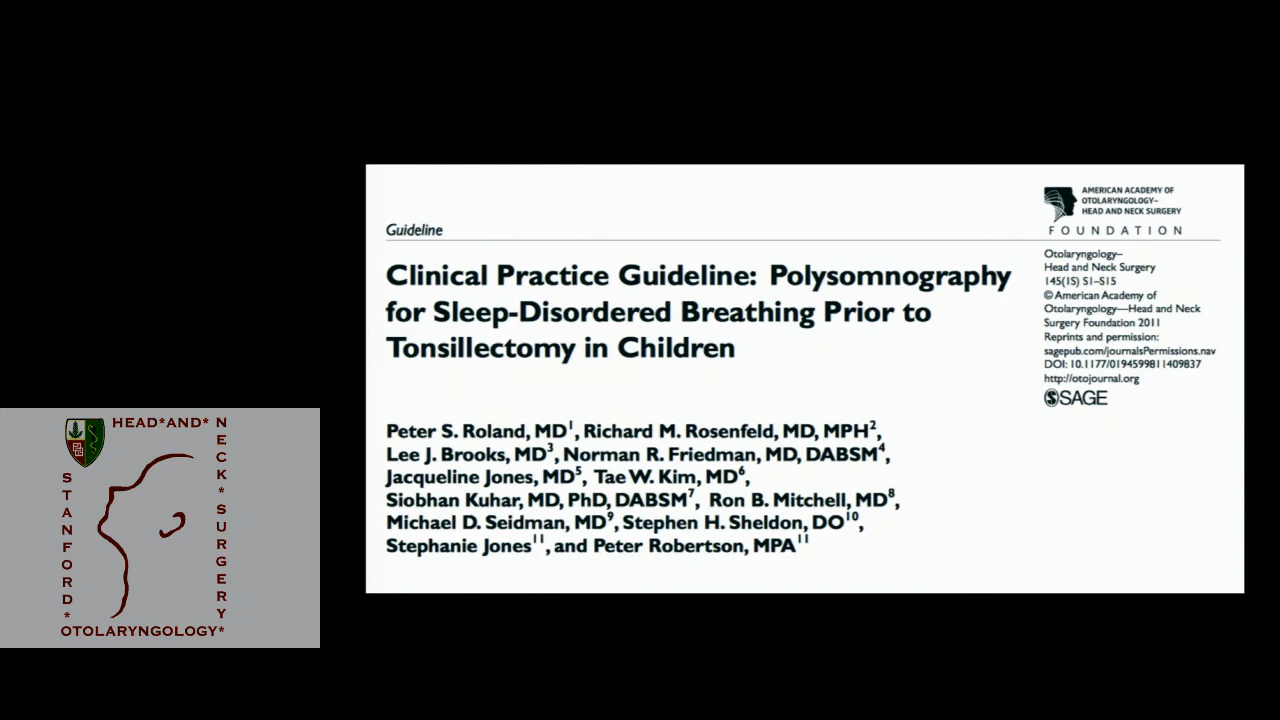 Guideline
AMERICAN ACADEMY OF
OTOLARYNGOLOGY–
HEAD AND NECK SURGERY
FOUNDATION
Clinical Practice Guideline: Polysomnography
for Sleep-Disordered Breathing Prior to
Tonsillectomy in Children
Otolaryngology–
Head and Neck Surgery
145(1S) S1–S15
© American Academy of
Otolaryngology—Head and Neck
Surgery Foundation 2011
Reprints and permission:
sagepub.com/journalsPermissions.nav
DOI: 10.1177/0194599811409837
http://otojournal.org
SAGE
Peter S. Roland, MD1, Richard M. Rosenfeld, MD, MPH2,
Lee J. Brooks, MD3, Norman R. Friedman, MD, DABSM4,
Jacqueline Jones, MD5, Tae W. Kim, MD6,
Siobhan Kuhar, MD, PhD, DABSM7, Ron B. Mitchell, MD8,
Michael D. Seidman, MD9, Stephen H. Sheldon, DO10,
Stephanie Jones11, and Peter Robertson, MPA11
STANFORD*
HEAD*AND*
NECK*SURGERY
OTOLARYNGOLOGY*